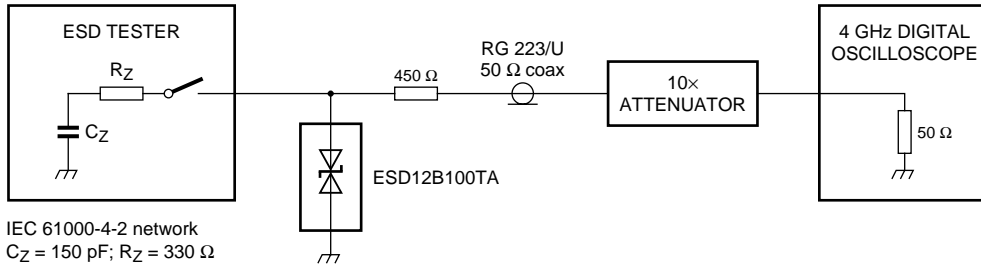 ESD TESTER
R_Z
C_Z
450 Ω
RG 223/U
50 Ω coax
10×
ATTENUATOR
4 GHz DIGITAL
OSCILLOSCOPE
50 Ω
ESD12B100TA
IEC 61000-4-2 network
C_Z = 150 pF; R_Z = 330 Ω